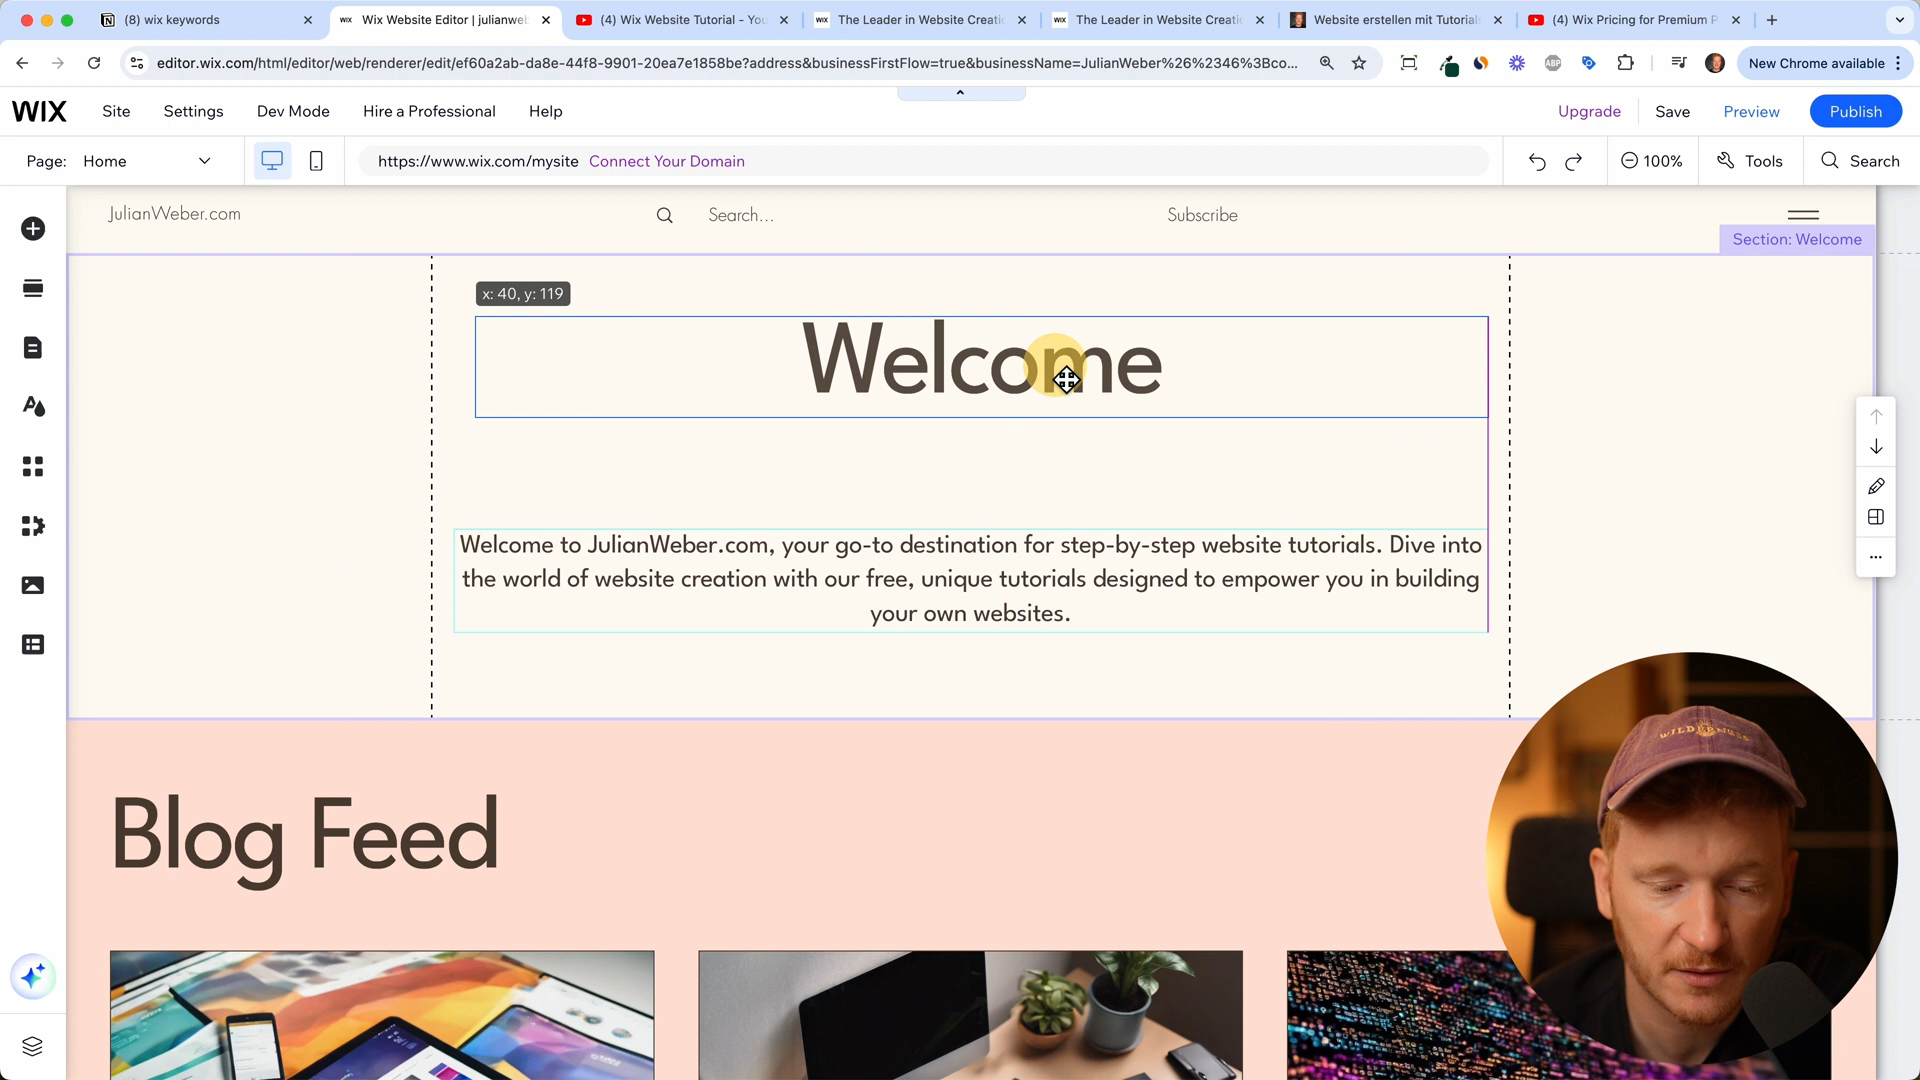 (8) wix keywords
Wix Website Editor | julianweb
(4) Wix Website Tutorial - You
The Leader in Website Creatic
The Leader in Website Creatic
Website erstellen mit Tutorials
(4) Wix Pricing for Premium P
editor.wix.com/html/editor/web/renderer/edit/ef60a2ab-da8e-44f8-9901-20ea7e1858be?address&businessFirstFlow=true&businessName=JulianWeber%26%2346%3Bco...
ABP
New Chrome available
WIX
Site
Settings
Dev Mode
Hire a Professional
Help
Upgrade
Save
Preview
Publish
Page:
Home
https://www.wix.com/mysite
Connect Your Domain
100%
Tools
Search
JulianWeber.com
Search...
Subscribe
Section: Welcome
x: 40, y: 119
Welcome
Welcome to JulianWeber.com, your go-to destination for step-by-step website tutorials. Dive into
the world of website creation with our free, unique tutorials designed to empower you in building
your own websites.
Blog Feed
WILDERNESS